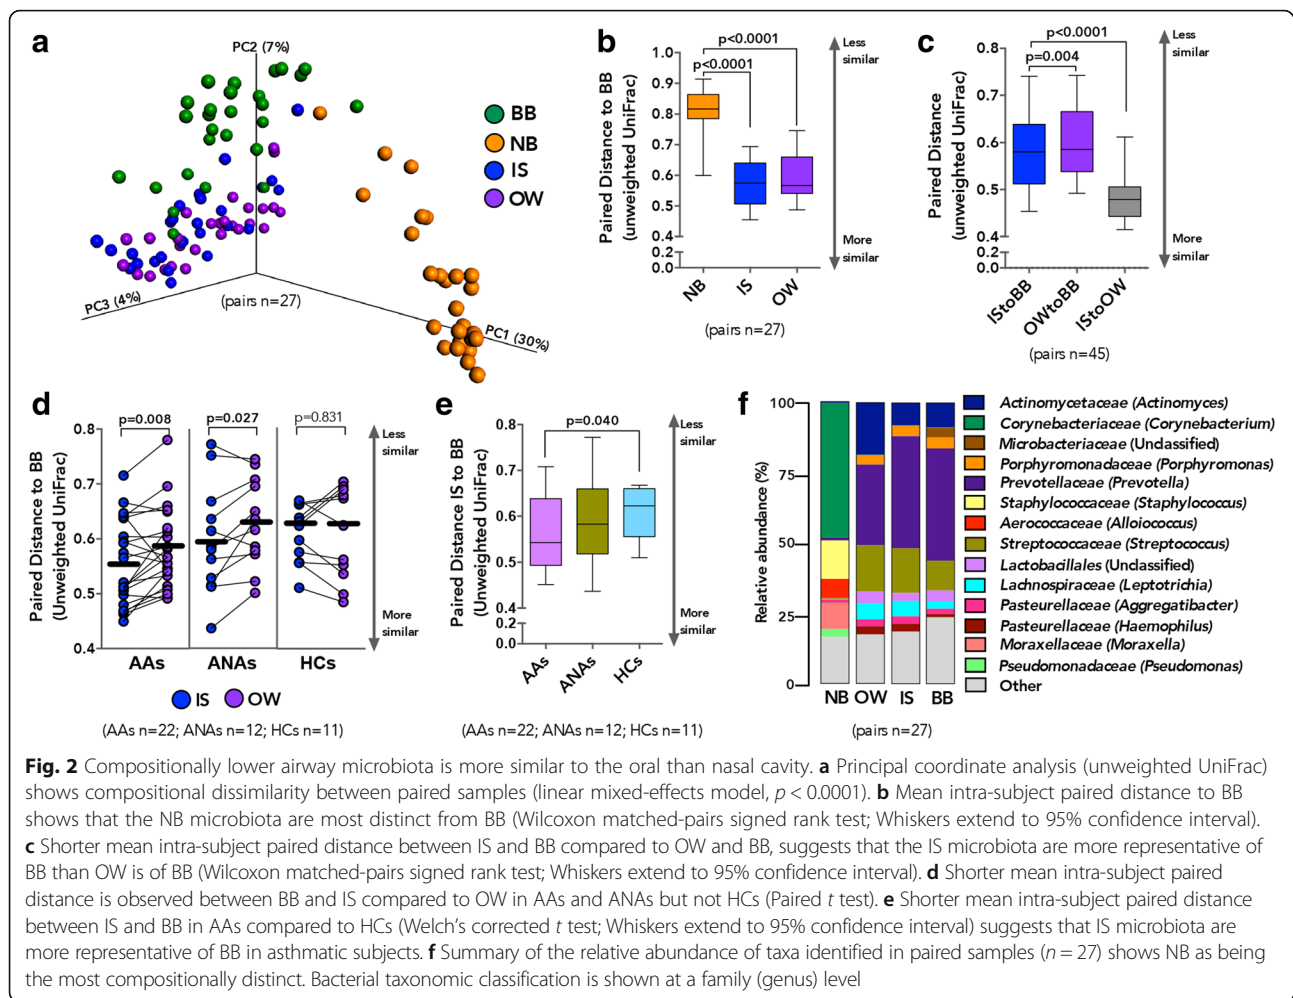 a
PC2 (7%)
BB
NB
IS
OW
PC3 (4%)
(pairs n=27)
PC1 (30%)
b
Paired Distance to BB
(unweighted UniFrac)
1.0
0.9
0.8
0.7
0.6
0.5
0.4
0.2
0.0
p<0.0001
p<0.0001
Less
similar
More
similar
NB
IS
OW
(pairs n=27)
c
Paired Distance
(unweighted UniFrac)
0.8
0.7
0.6
0.5
0.4
0.2
0.0
p<0.0001
p=0.004
Less
similar
More
similar
IStoBB
OWtoBB
IStoOW
(pairs n=45)
d
Paired Distance to BB
(Unweighted UniFrac)
0.8
0.7
0.6
0.5
0.4
p=0.008
p=0.027
p=0.831
Less
similar
More
similar
AAs
ANAs
HCs
IS
OW
(AAs n=22; ANAs n=12; HCs n=11)
e
Paired Distance IS to BB
(Unweighted UniFrac)
0.8
0.7
0.6
0.5
0.4
0.2
0.0
p=0.040
Less
similar
More
similar
AAs
ANAs
HCs
(AAs n=22; ANAs n=12; HCs n=11)
f
Relative abundance (%)
100
75
50
25
0
NB OW IS BB
(pairs n=27)
Actinomycetaceae (Actinomyces)
Corynebacteriaceae (Corynebacterium)
Microbacteriaceae (Unclassified)
Porphyromonadaceae (Porphyromonas)
Prevotellaceae (Prevotella)
Staphylococcaceae (Staphylococcus)
Aerococcaceae (Alloiococcus)
Streptococcaceae (Streptococcus)
Lactobacillales (Unclassified)
Lachnospiraceae (Leptotrichia)
Pasteurellaceae (Aggregatibacter)
Pasteurellaceae (Haemophilus)
Moraxellaceae (Moraxella)
Pseudomonadaceae (Pseudomonas)
Other
Fig. 2 Compositionally lower airway microbiota is more similar to the oral than nasal cavity. a Principal coordinate analysis (unweighted UniFrac)
shows compositional dissimilarity between paired samples (linear mixed-effects model, p < 0.0001). b Mean intra-subject paired distance to BB
shows that the NB microbiota are most distinct from BB (Wilcoxon matched-pairs signed rank test; Whiskers extend to 95% confidence interval).
c Shorter mean intra-subject paired distance between IS and BB compared to OW and BB, suggests that the IS microbiota are more representative of
BB than OW is of BB (Wilcoxon matched-pairs signed rank test; Whiskers extend to 95% confidence interval). d Shorter mean intra-subject paired
distance is observed between BB and IS compared to OW in AAs and ANAs but not HCs (Paired t test). e Shorter mean intra-subject paired distance
between IS and BB in AAs compared to HCs (Welch's corrected t test; Whiskers extend to 95% confidence interval) suggests that IS microbiota are
more representative of BB in asthmatic subjects. f Summary of the relative abundance of taxa identified in paired samples (n = 27) shows NB as being
the most compositionally distinct. Bacterial taxonomic classification is shown at a family (genus) level